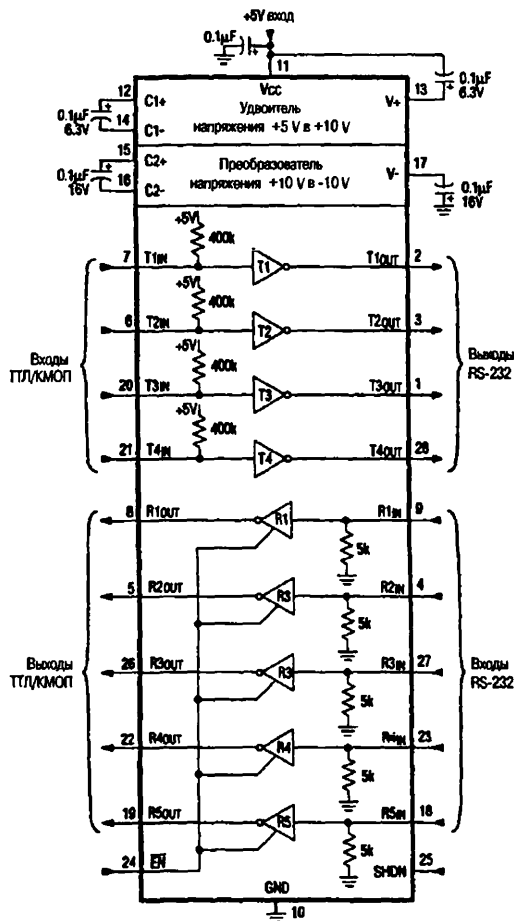 +5V вход
0.1μF
11
0.1μF
6.3V
12
C1+
Vcc
Удвоитель
напряжения +5 V в +10 V
V+
13
0.1μF
6.3V
14
C1-
15
C2+
Преобразователь
напряжения +10 V в -10 V
V-
17
0.1μF
16V
16
C2-
0.1μF
16V
+5V
400k
7
T1IN
T1
T1OUT
2
+5V
400k
6
T2IN
T2
T2OUT
3
Входы
ТТЛ/КМОП
Выходы
RS-232
+5V
400k
20
T3IN
T3
T3OUT
1
+5V
400k
21
T4IN
T4
T4OUT
28
8
R1OUT
R1
R1IN
9
5k
5
R2OUT
R3
R2IN
4
5k
Выходы
ТТЛ/КМОП
Входы
RS-232
26
R3OUT
R3
R3IN
27
5k
22
R4OUT
R4
R4IN
23
5k
19
R5OUT
R5
R5IN
18
5k
24
EN
SHDN
25
GND
10